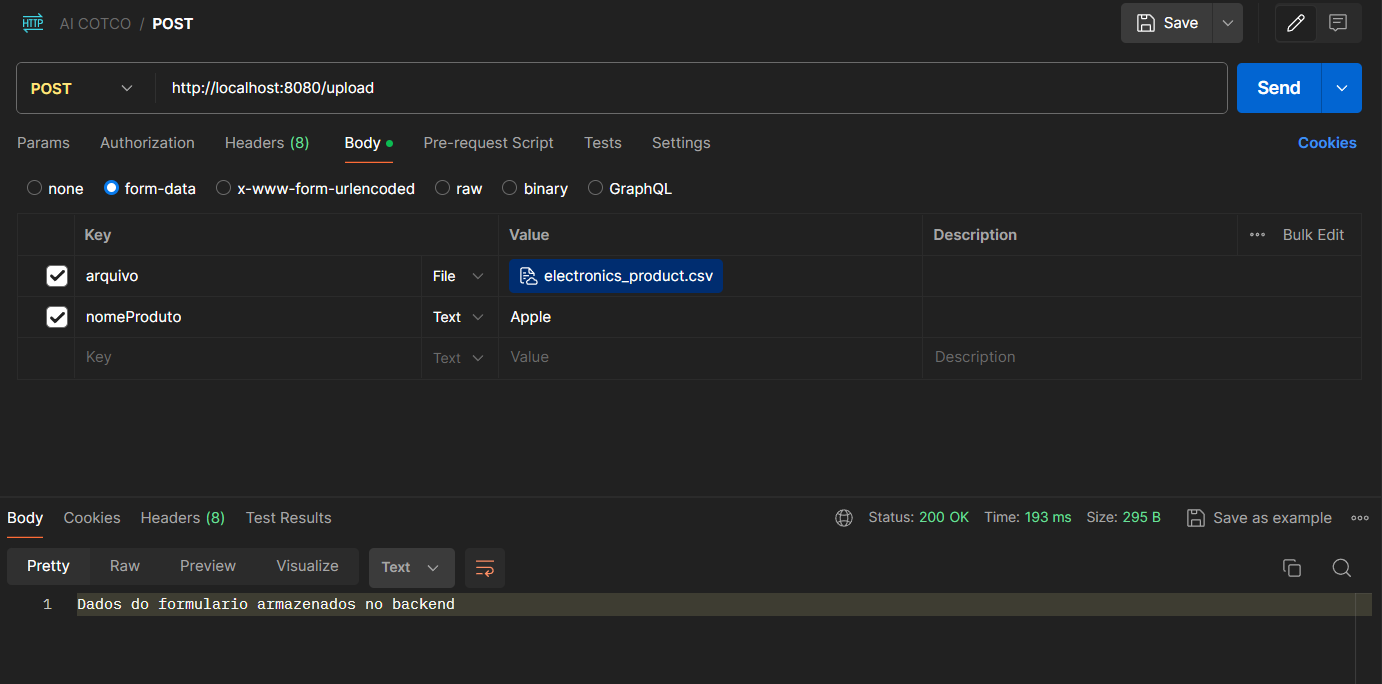 HTTP AI COTCO / POST Save
POST http://localhost:8080/upload Send
Params Authorization Headers (8) Body Pre-request Script Tests Settings Cookies
none form-data x-www-form-urlencoded raw binary GraphQL
Key Value Description Bulk Edit
arquivo File electronics_product.csv
nomeProduto Text Apple
Key Text Value Description
Body Cookies Headers (8) Test Results Status: 200 OK Time: 193 ms Size: 295 B Save as example
Pretty Raw Preview Visualize Text
1 Dados do formulario armazenados no backend